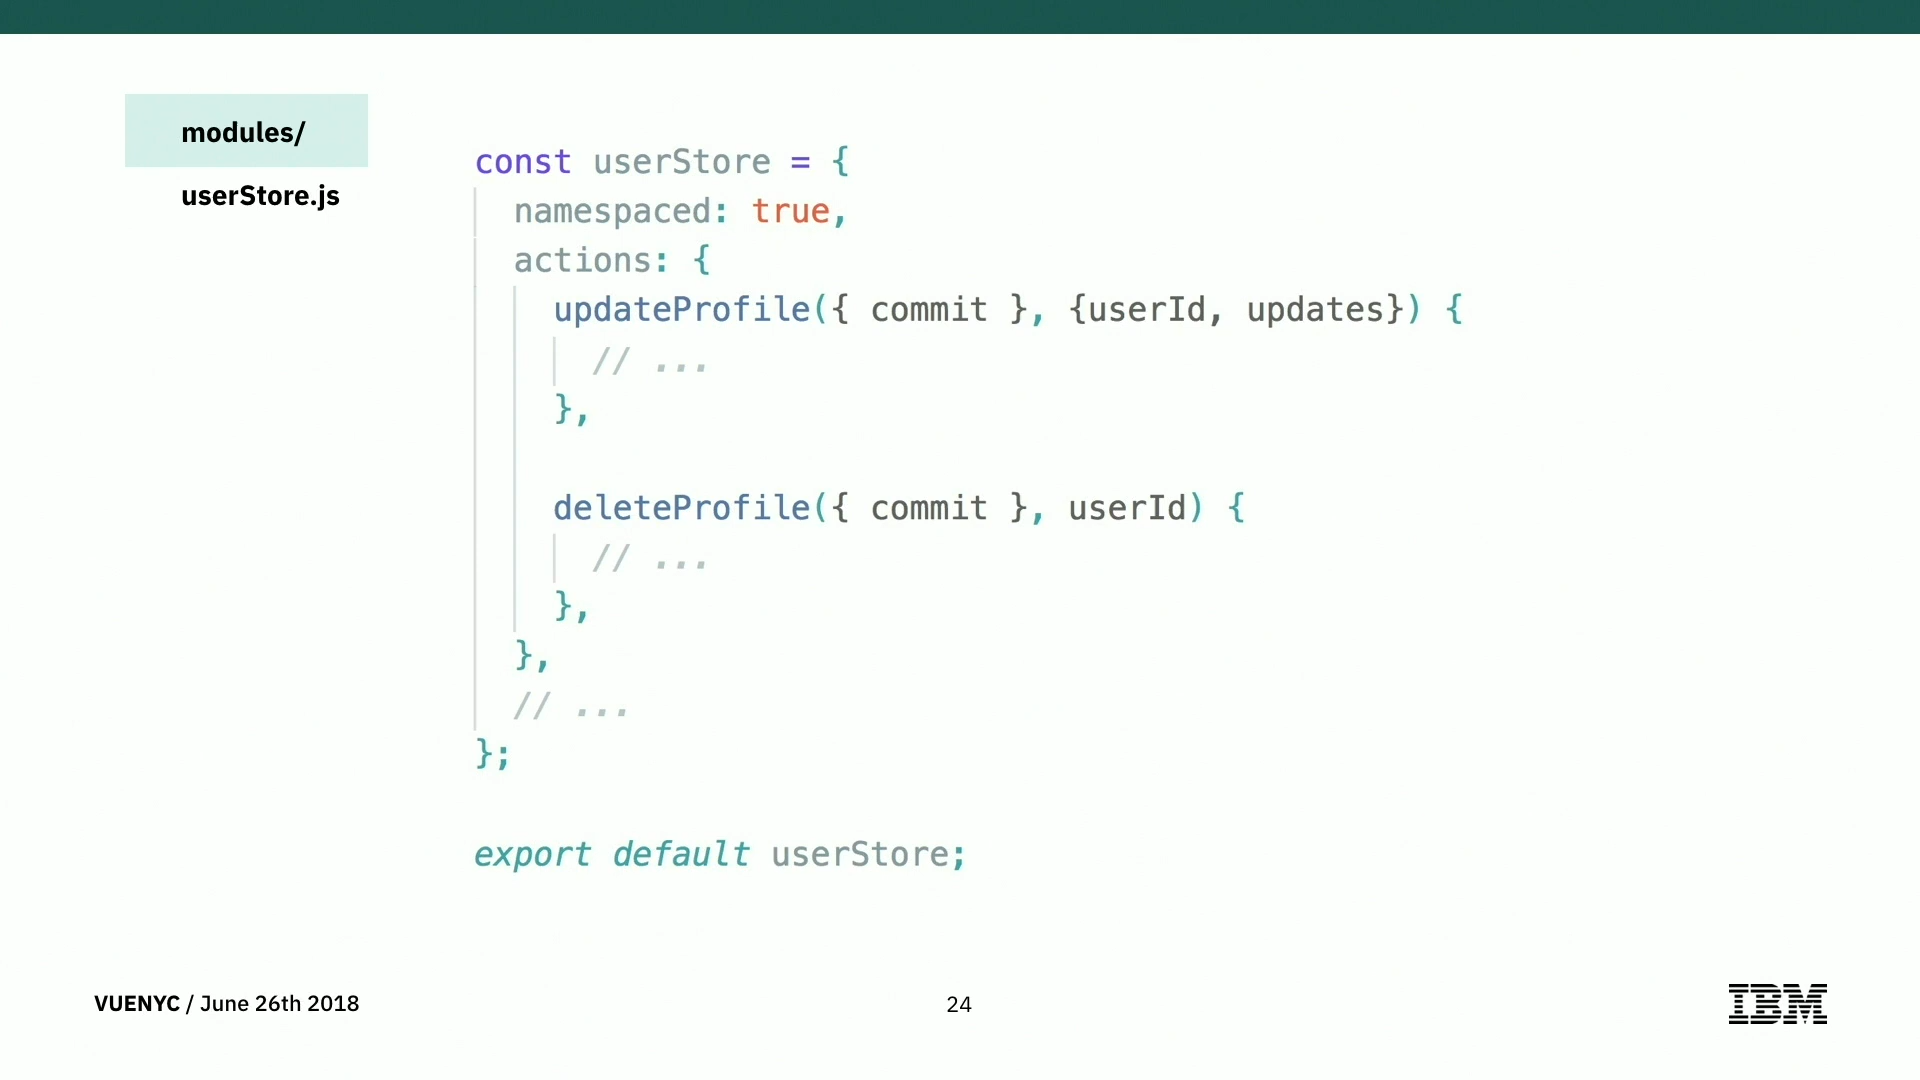 modules/
userStore.js
const userStore = {
namespaced: true,
actions: {
updateProfile({ commit }, {userId, updates}) {
// ...
},
deleteProfile({ commit }, userId) {
// ...
},
},
// ...
};
export default userStore;
VUENYC / June 26th 2018
24
IBM